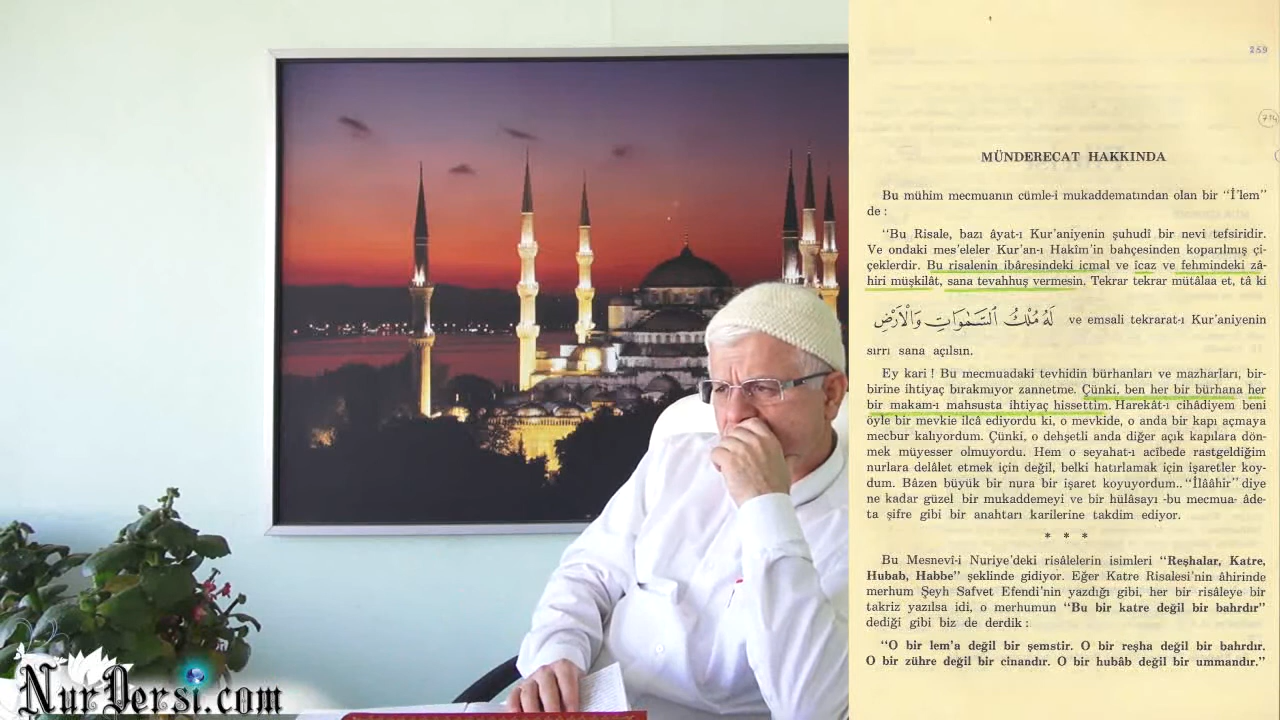 259
714
MÜNDERECAT HAKKINDA
Bu mühim mecmuanın cümle-i mukaddematından olan bir "İ'lem"
de :
"Bu Risale, bazı âyat-ı Kur'aniyenin şuhudî bir nevi tefsiridir.
Ve ondaki mes'eleler Kur'an-ı Hakîm'in bahçesinden koparılmış çi-
çeklerdir. Bu risalenin ibâresindeki icmal ve îcaz ve fehmindeki zâ-
hirî müşkilât, sana tevahhuş vermesin. Tekrar tekrar mütâlaa et, tâ ki
لَهُ مُلْكُ السَّمٰوَاتِ وَالْاَرْضِ ve emsali tekrarat-ı Kur'aniyenin
sırrı sana açılsın.
Ey kari ! Bu mecmuadaki tevhidin bürhanları ve mazharları, bir-
birine ihtiyaç bırakmıyor zannetme. Çünki, ben her bir bürhana her
bir makam-ı mahsusta ihtiyaç hissettim. Harekât-ı cihâdiyem beni
öyle bir mevkie ilcâ ediyordu ki, o mevkide, o anda bir kapı açmaya
mecbur kalıyordum. Çünki, o dehşetli anda diğer açık kapılara dön-
mek müyesser olmuyordu. Hem o seyahat-ı acîbede rastgeldiğim
nurlara delâlet etmek için değil, belki hatırlamak için işaretler koy-
dum. Bâzen büyük bir nura bir işaret koyuyordum.. "İlââhir" diye
ne kadar güzel bir mukaddemeyi ve bir hülâsayı -bu mecmua- âde-
ta şifre gibi bir anahtarı karilerine takdim ediyor.
* * *
Bu Mesnevî-i Nuriye'deki risâlelerin isimleri "Reşhalar, Katre,
Hubab, Habbe" şeklinde gidiyor. Eğer Katre Risalesi'nin âhirinde
merhum Şeyh Safvet Efendi'nin yazdığı gibi, her bir risâleye bir
takriz yazılsa idi, o merhumun "Bu bir katre değil bir bahrdır"
dediği gibi biz de derdik :
"O bir lem'a değil bir şemstir. O bir reşha değil bir bahrdır.
O bir zühre değil bir cinandır. O bir hubâb değil bir ummandır."
NurDersi.com